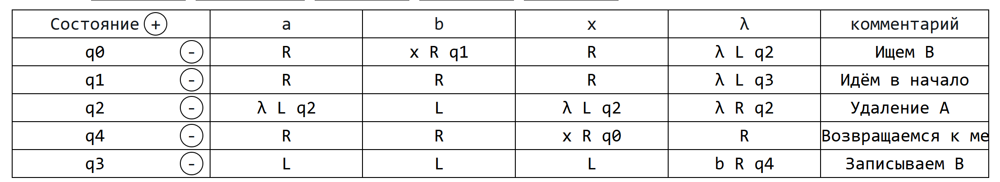 Состояние + a b x λ комментарий
q0 - R x R q1 R λ L q2 Ищем В
q1 - R R R λ L q3 Идём в начало
q2 - λ L q2 L λ L q2 λ R q2 Удаление А
q4 - R R x R q0 R Возвращаемся к ме
q3 - L L L b R q4 Записываем В